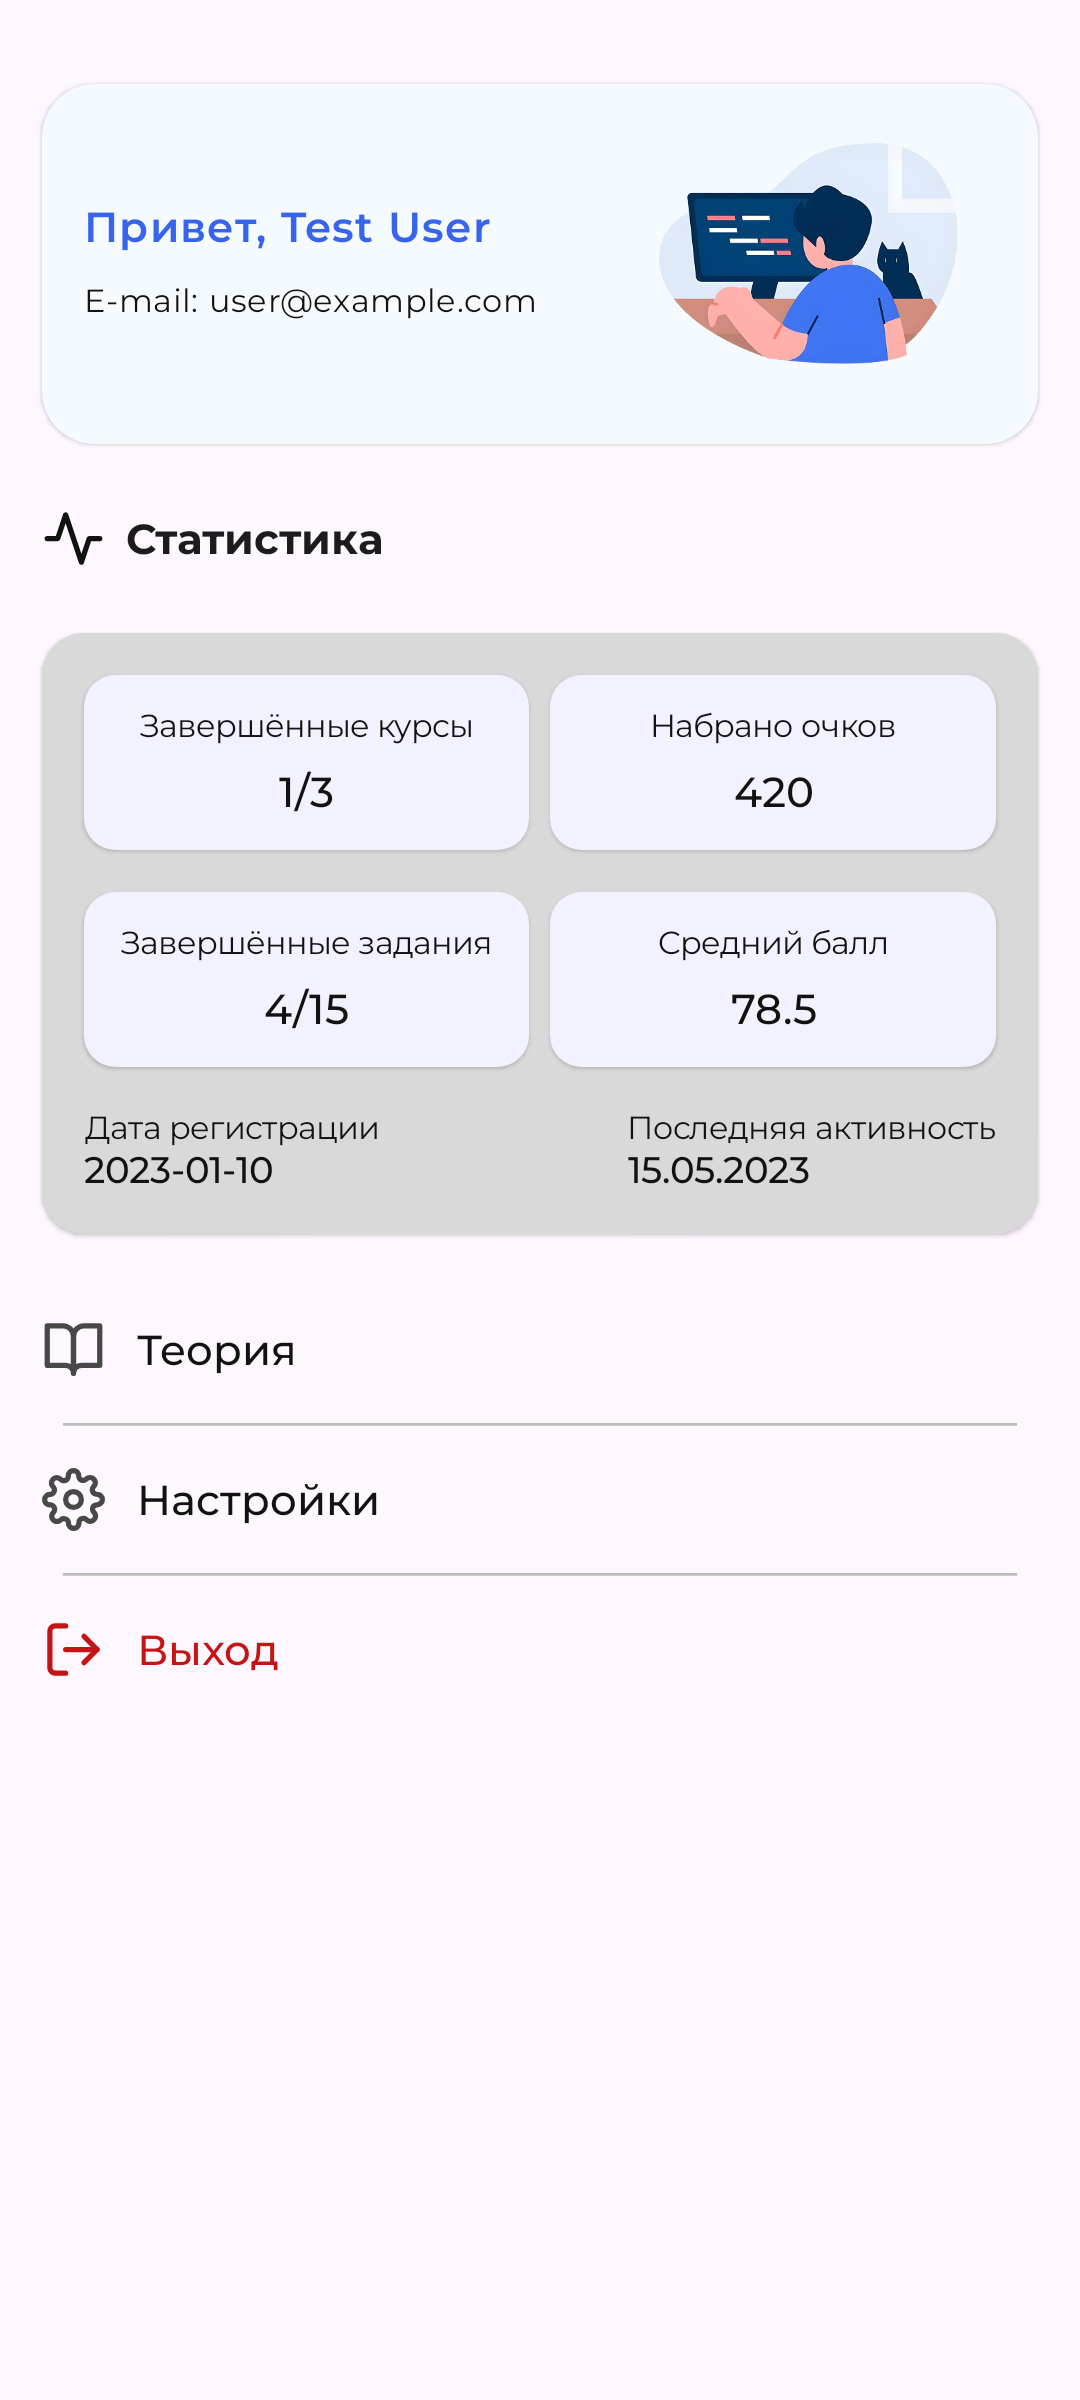 Привет, Test User
E-mail: user@example.com
Статистика
Завершённые курсы
1/3
Набрано очков
420
Завершённые задания
4/15
Средний балл
78.5
Дата регистрации
2023-01-10
Последняя активность
15.05.2023
Теория
Настройки
Выход